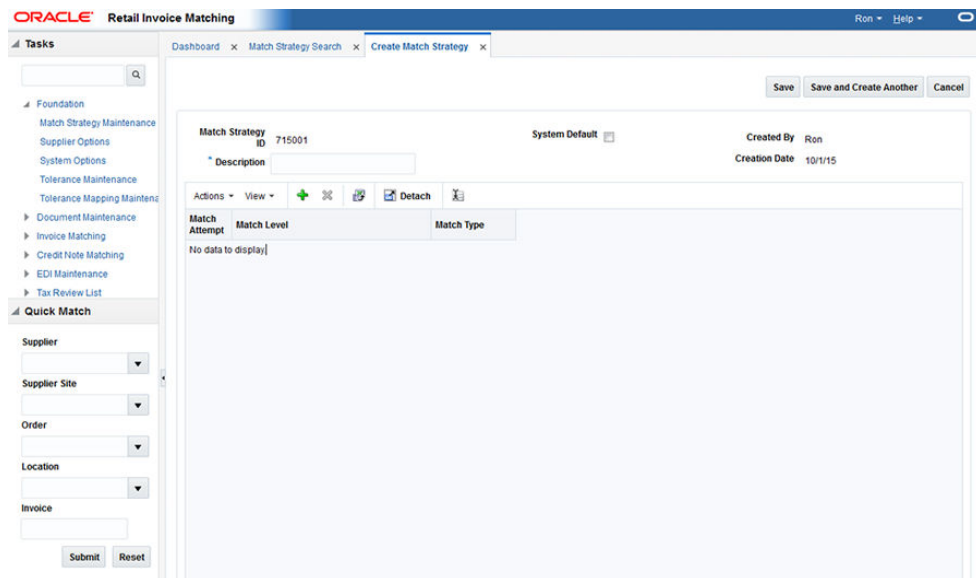 ORACLE® Retail Invoice Matching
Ron Help
Tasks
Dashboard x Match Strategy Search x Create Match Strategy x
Save Save and Create Another Cancel
Foundation
Match Strategy Maintenance
Supplier Options
System Options
Tolerance Maintenance
Tolerance Mapping Maintena
Document Maintenance
Invoice Matching
Credit Note Matching
EDI Maintenance
Tax Review List
Quick Match
Supplier
Supplier Site
Order
Location
Invoice
Submit Reset
Match Strategy
ID 715001
* Description
System Default
Created By Ron
Creation Date 10/1/15
Actions View Detach
Match
Attempt Match Level Match Type
No data to display.